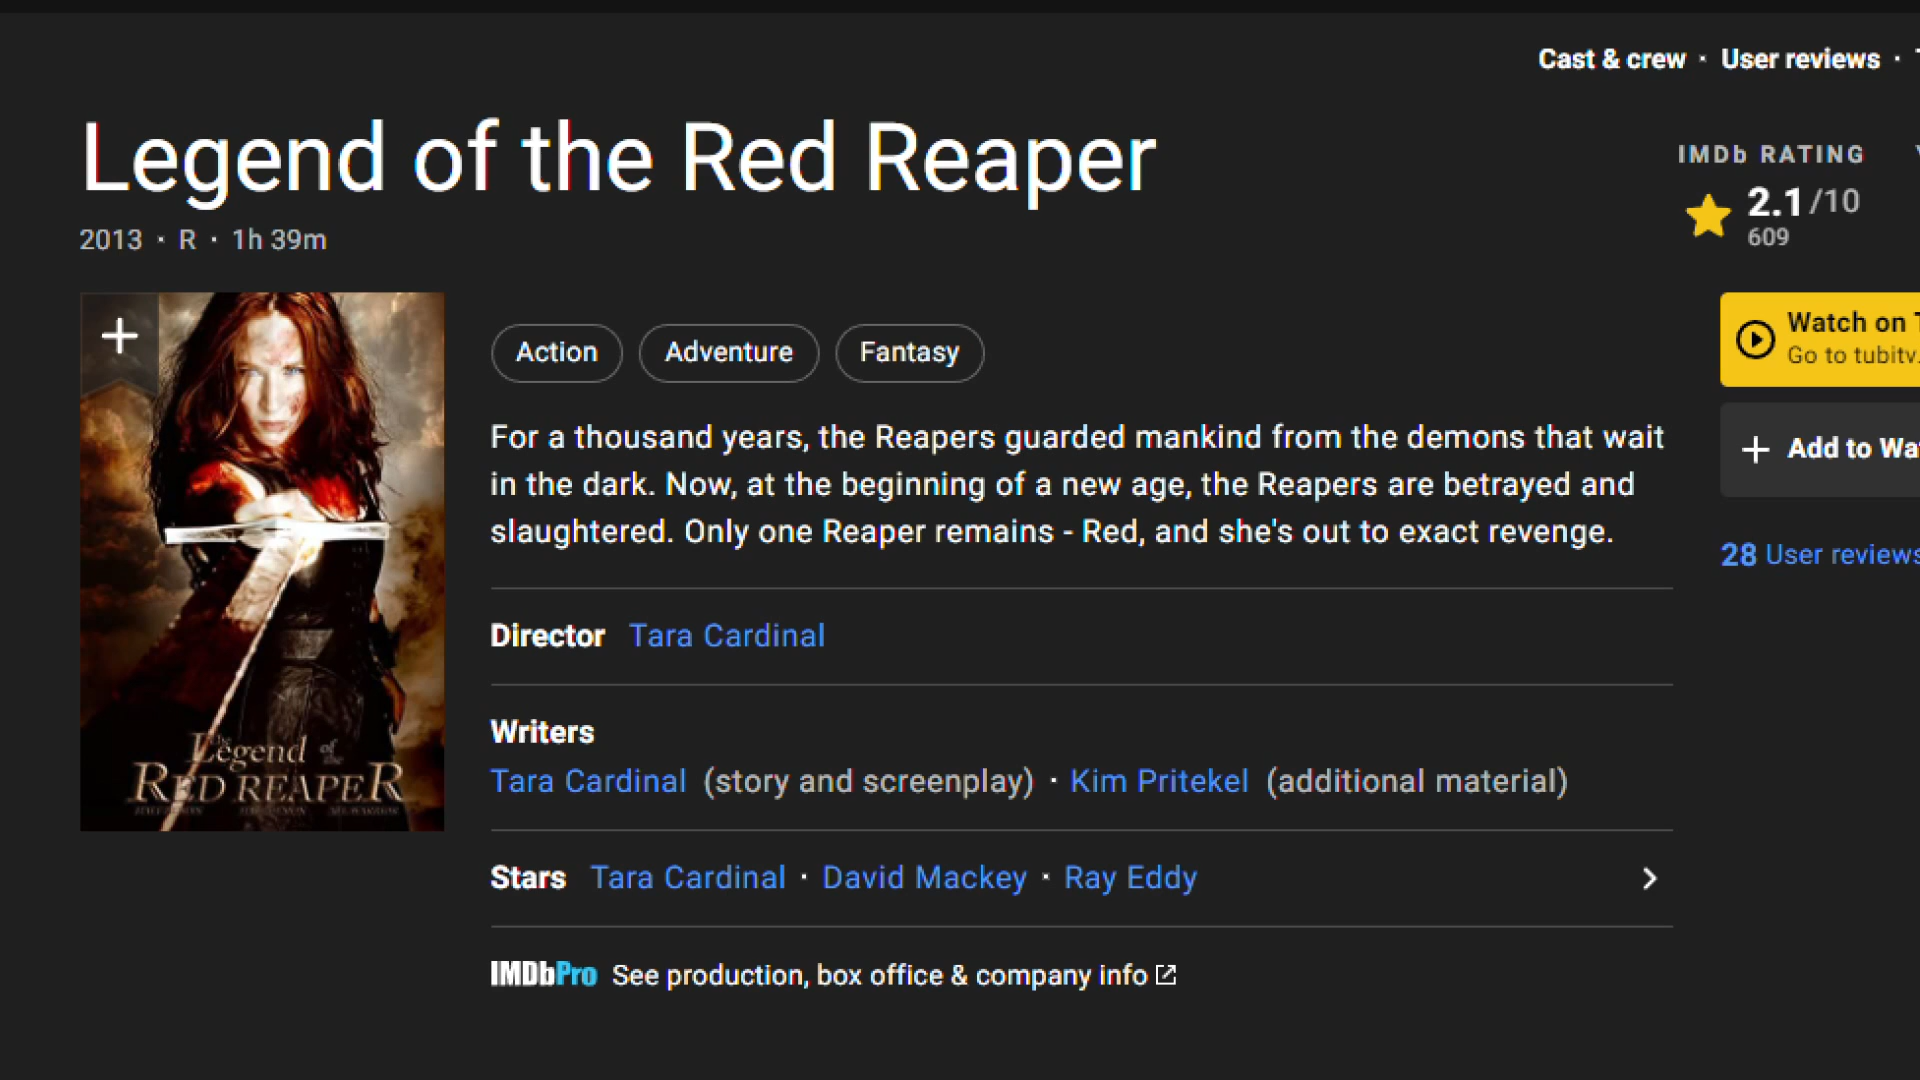 Cast & crew · User reviews ·
Legend of the Red Reaper
IMDb RATING
2013 · R · 1h 39m
2.1/10
609
Action
Adventure
Fantasy
Watch on
Go to tubitv.
For a thousand years, the Reapers guarded mankind from the demons that wait
in the dark. Now, at the beginning of a new age, the Reapers are betrayed and
slaughtered. Only one Reaper remains - Red, and she's out to exact revenge.
Add to Wa
28 User reviews
Director Tara Cardinal
Writers
Tara Cardinal (story and screenplay) · Kim Pritekel (additional material)
Stars Tara Cardinal · David Mackey · Ray Eddy
IMDbPro See production, box office & company info
Legend of
the
RED REAPER